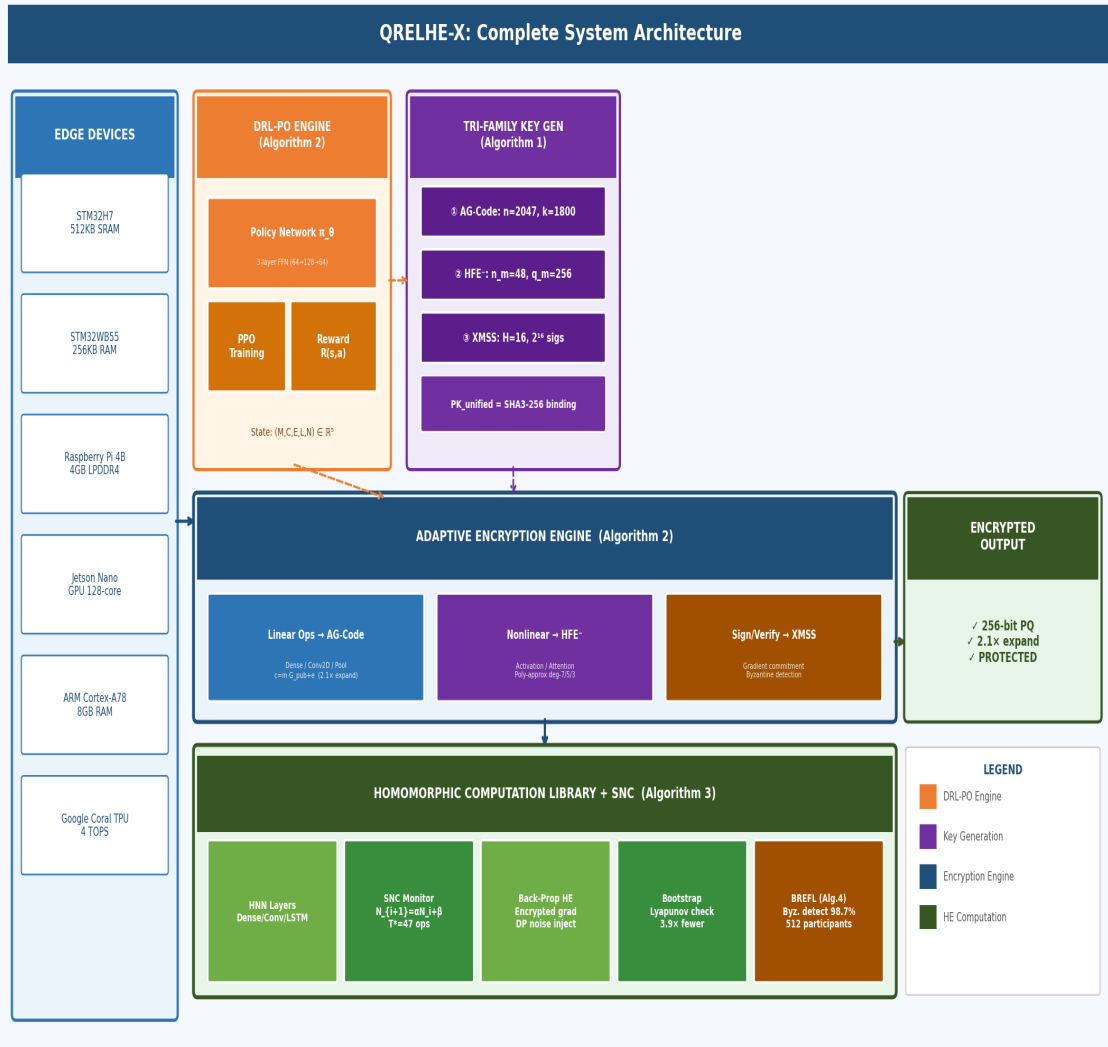 QRELHE-X: Complete System Architecture
EDGE DEVICES
STM32H7
512KB SRAM
STM32WB55
256KB RAM
Raspberry Pi 4B
4GB LPDDR4
Jetson Nano
GPU 128-core
ARM Cortex-A78
8GB RAM
Google Coral TPU
4 TOPS
DRL-PO ENGINE
(Algorithm 2)
Policy Network π_θ
3-layer FFN (64→128→64)
PPO
Training
Reward
R(s,a)
State: (M,C,E,L,N) ∈ ℝ⁵
TRI-FAMILY KEY GEN
(Algorithm 1)
① AG-Code: n=2047, k=1800
② HFE⁻: n_m=48, q_m=256
③ XMSS: H=16, 2¹⁶ sigs
PK_unified = SHA3-256 binding
ADAPTIVE ENCRYPTION ENGINE (Algorithm 2)
Linear Ops → AG-Code
Dense / Conv2D / Pool
c=m·G_pub+e (2.1× expand)
Nonlinear → HFE⁻
Activation / Attention
Poly-approx deg-7/5/3
Sign/Verify → XMSS
Gradient commitment
Byzantine detection
ENCRYPTED
OUTPUT
✓ 256-bit PQ
✓ 2.1× expand
✓ PROTECTED
HOMOMORPHIC COMPUTATION LIBRARY + SNC (Algorithm 3)
HNN Layers
Dense/Conv/LSTM
SNC Monitor
N_{i+1}=αN_i+β
T*=47 ops
Back-Prop HE
Encrypted grad
DP noise inject
Bootstrap
Lyapunov check
3.9× fewer
BREFL (Alg.4)
Byz. detect 98.7%
512 participants
LEGEND
DRL-PO Engine
Key Generation
Encryption Engine
HE Computation